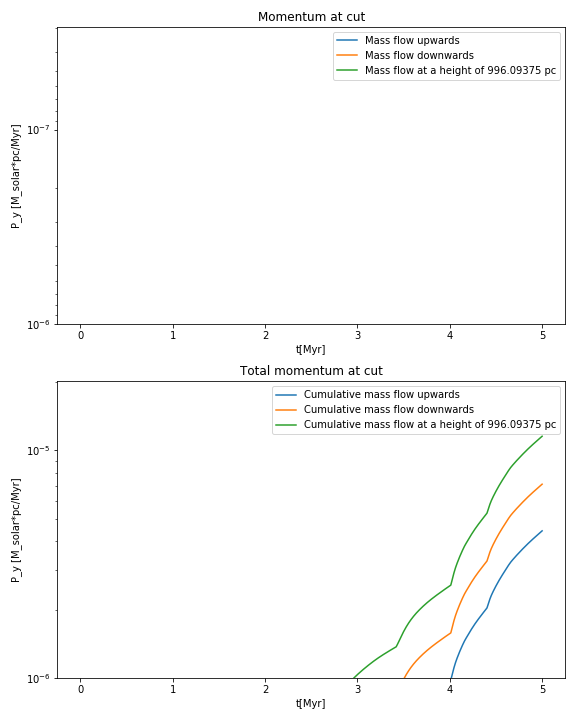 Momentum at cut
Mass flow upwards
Mass flow downwards
Mass flow at a height of 996.09375 pc
10⁻⁷
10⁻⁶
P_y [M_solar*pc/Myr]
0 1 2 3 4 5
t[Myr]
Total momentum at cut
Cumulative mass flow upwards
Cumulative mass flow downwards
Cumulative mass flow at a height of 996.09375 pc
10⁻⁵
10⁻⁶
P_y [M_solar*pc/Myr]
0 1 2 3 4 5
t[Myr]